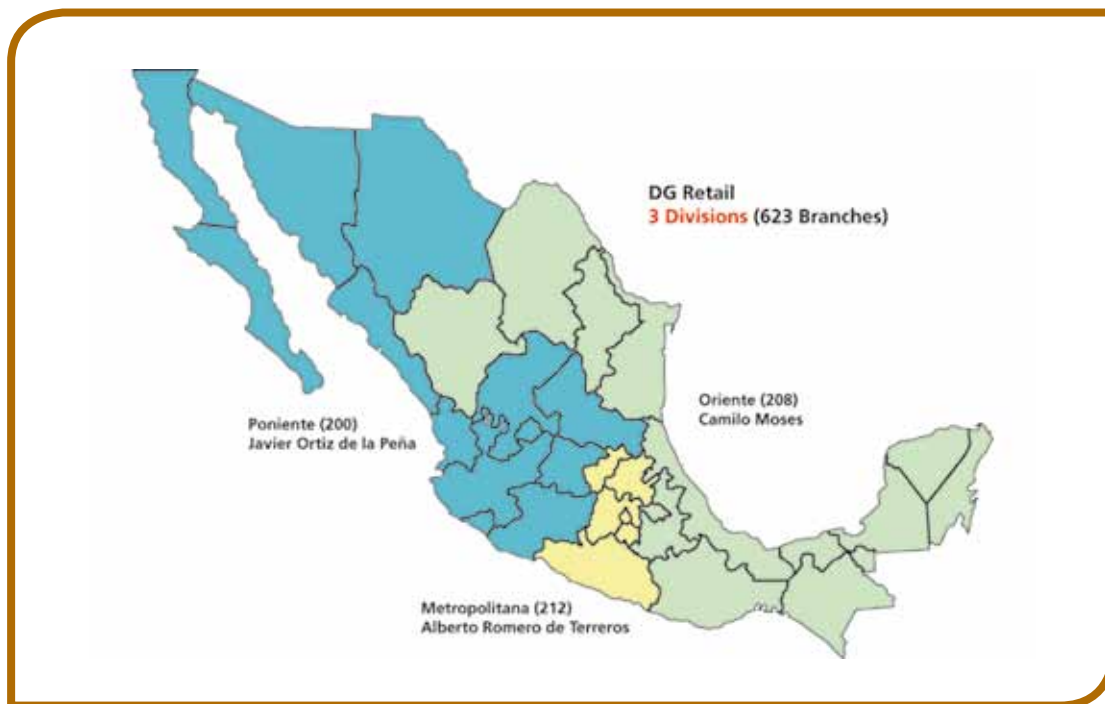 DG Retail
3 Divisions (623 Branches)
Oriente (208)
Camilo Moses
Poniente (200)
Javier Ortiz de la Peña
Metropolitana (212)
Alberto Romero de Terreros